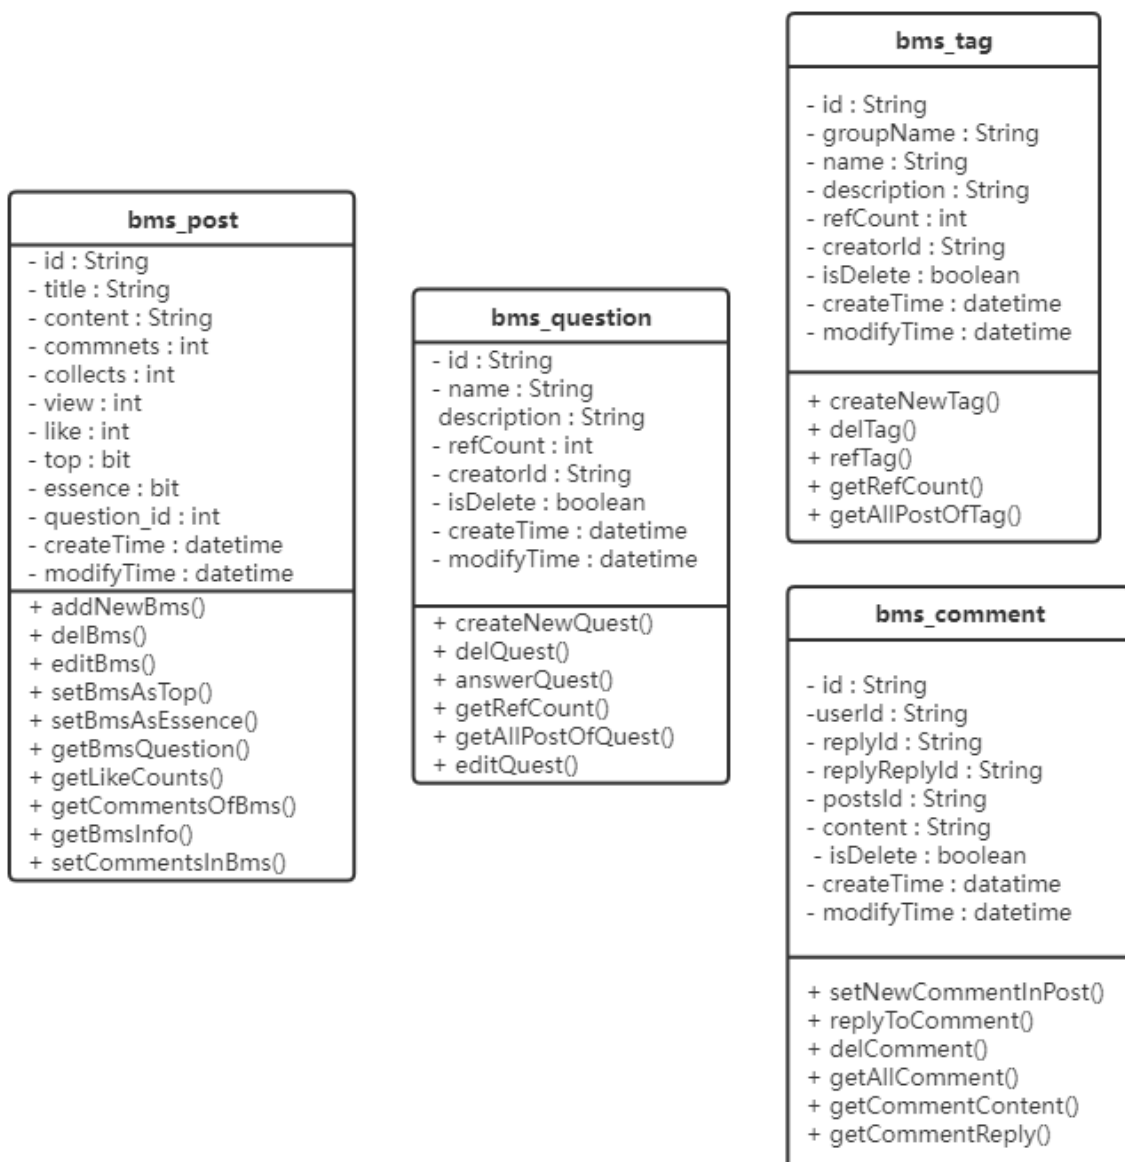 bms_post
- id : String
- title : String
- content : String
- commnets : int
- collects : int
- view : int
- like : int
- top : bit
- essence : bit
- question_id : int
- createTime : datetime
- modifyTime : datetime
+ addNewBms()
+ delBms()
+ editBms()
+ setBmsAsTop()
+ setBmsAsEssence()
+ getBmsQuestion()
+ getLikeCounts()
+ getCommentsOfBms()
+ getBmsInfo()
+ setCommentsInBms()
bms_question
- id : String
- name : String
description : String
- refCount : int
- creatorId : String
- isDelete : boolean
- createTime : datetime
- modifyTime : datetime
+ createNewQuest()
+ delQuest()
+ answerQuest()
+ getRefCount()
+ getAllPostOfQuest()
+ editQuest()
bms_tag
- id : String
- groupName : String
- name : String
- description : String
- refCount : int
- creatorId : String
- isDelete : boolean
- createTime : datetime
- modifyTime : datetime
+ createNewTag()
+ delTag()
+ refTag()
+ getRefCount()
+ getAllPostOfTag()
bms_comment
- id : String
-userId : String
- replyId : String
- replyReplyId : String
- postsId : String
- content : String
- isDelete : boolean
- createTime : datatime
- modifyTime : datetime
+ setNewCommentInPost()
+ replyToComment()
+ delComment()
+ getAllComment()
+ getCommentContent()
+ getCommentReply()